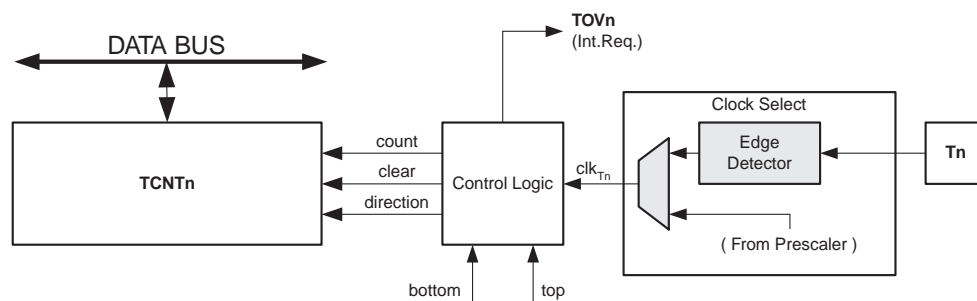 TOVn
(Int.Req.)
DATA BUS
Clock Select
count
Edge
Detector
Tn
TCNTn
clear
Control Logic
clkTn
direction
( From Prescaler )
bottom
top